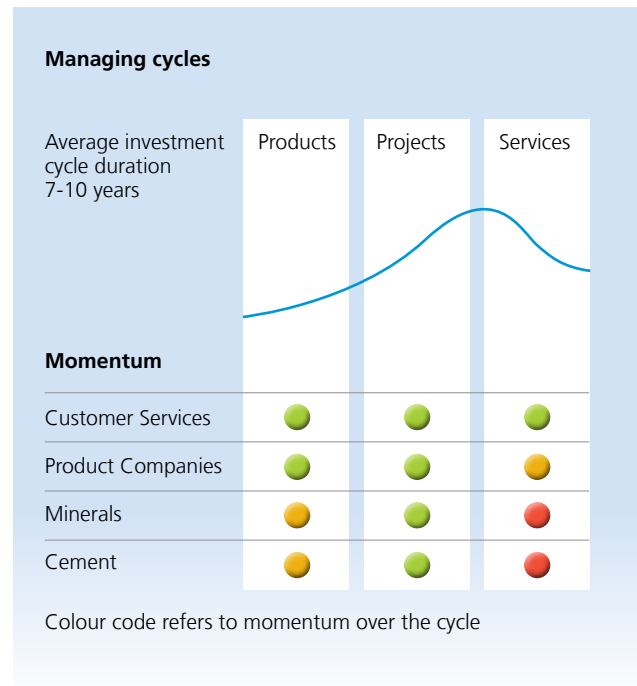 Managing cycles
Average investment
cycle duration
7-10 years
Products
Projects
Services
Momentum
Customer Services
Product Companies
Minerals
Cement
Colour code refers to momentum over the cycle